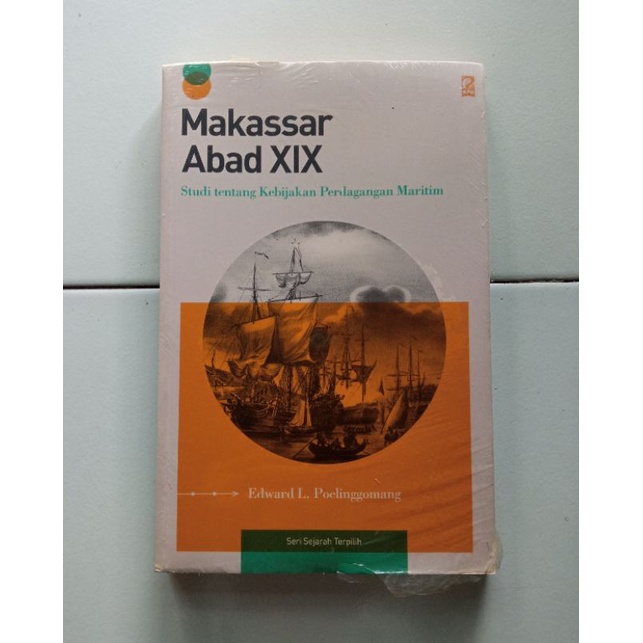 Makassar
Abad XIX
Studi tentang Kebijakan Perdagangan Maritim
Edward L. Poelinggomang
Seri Sejarah Terpilih